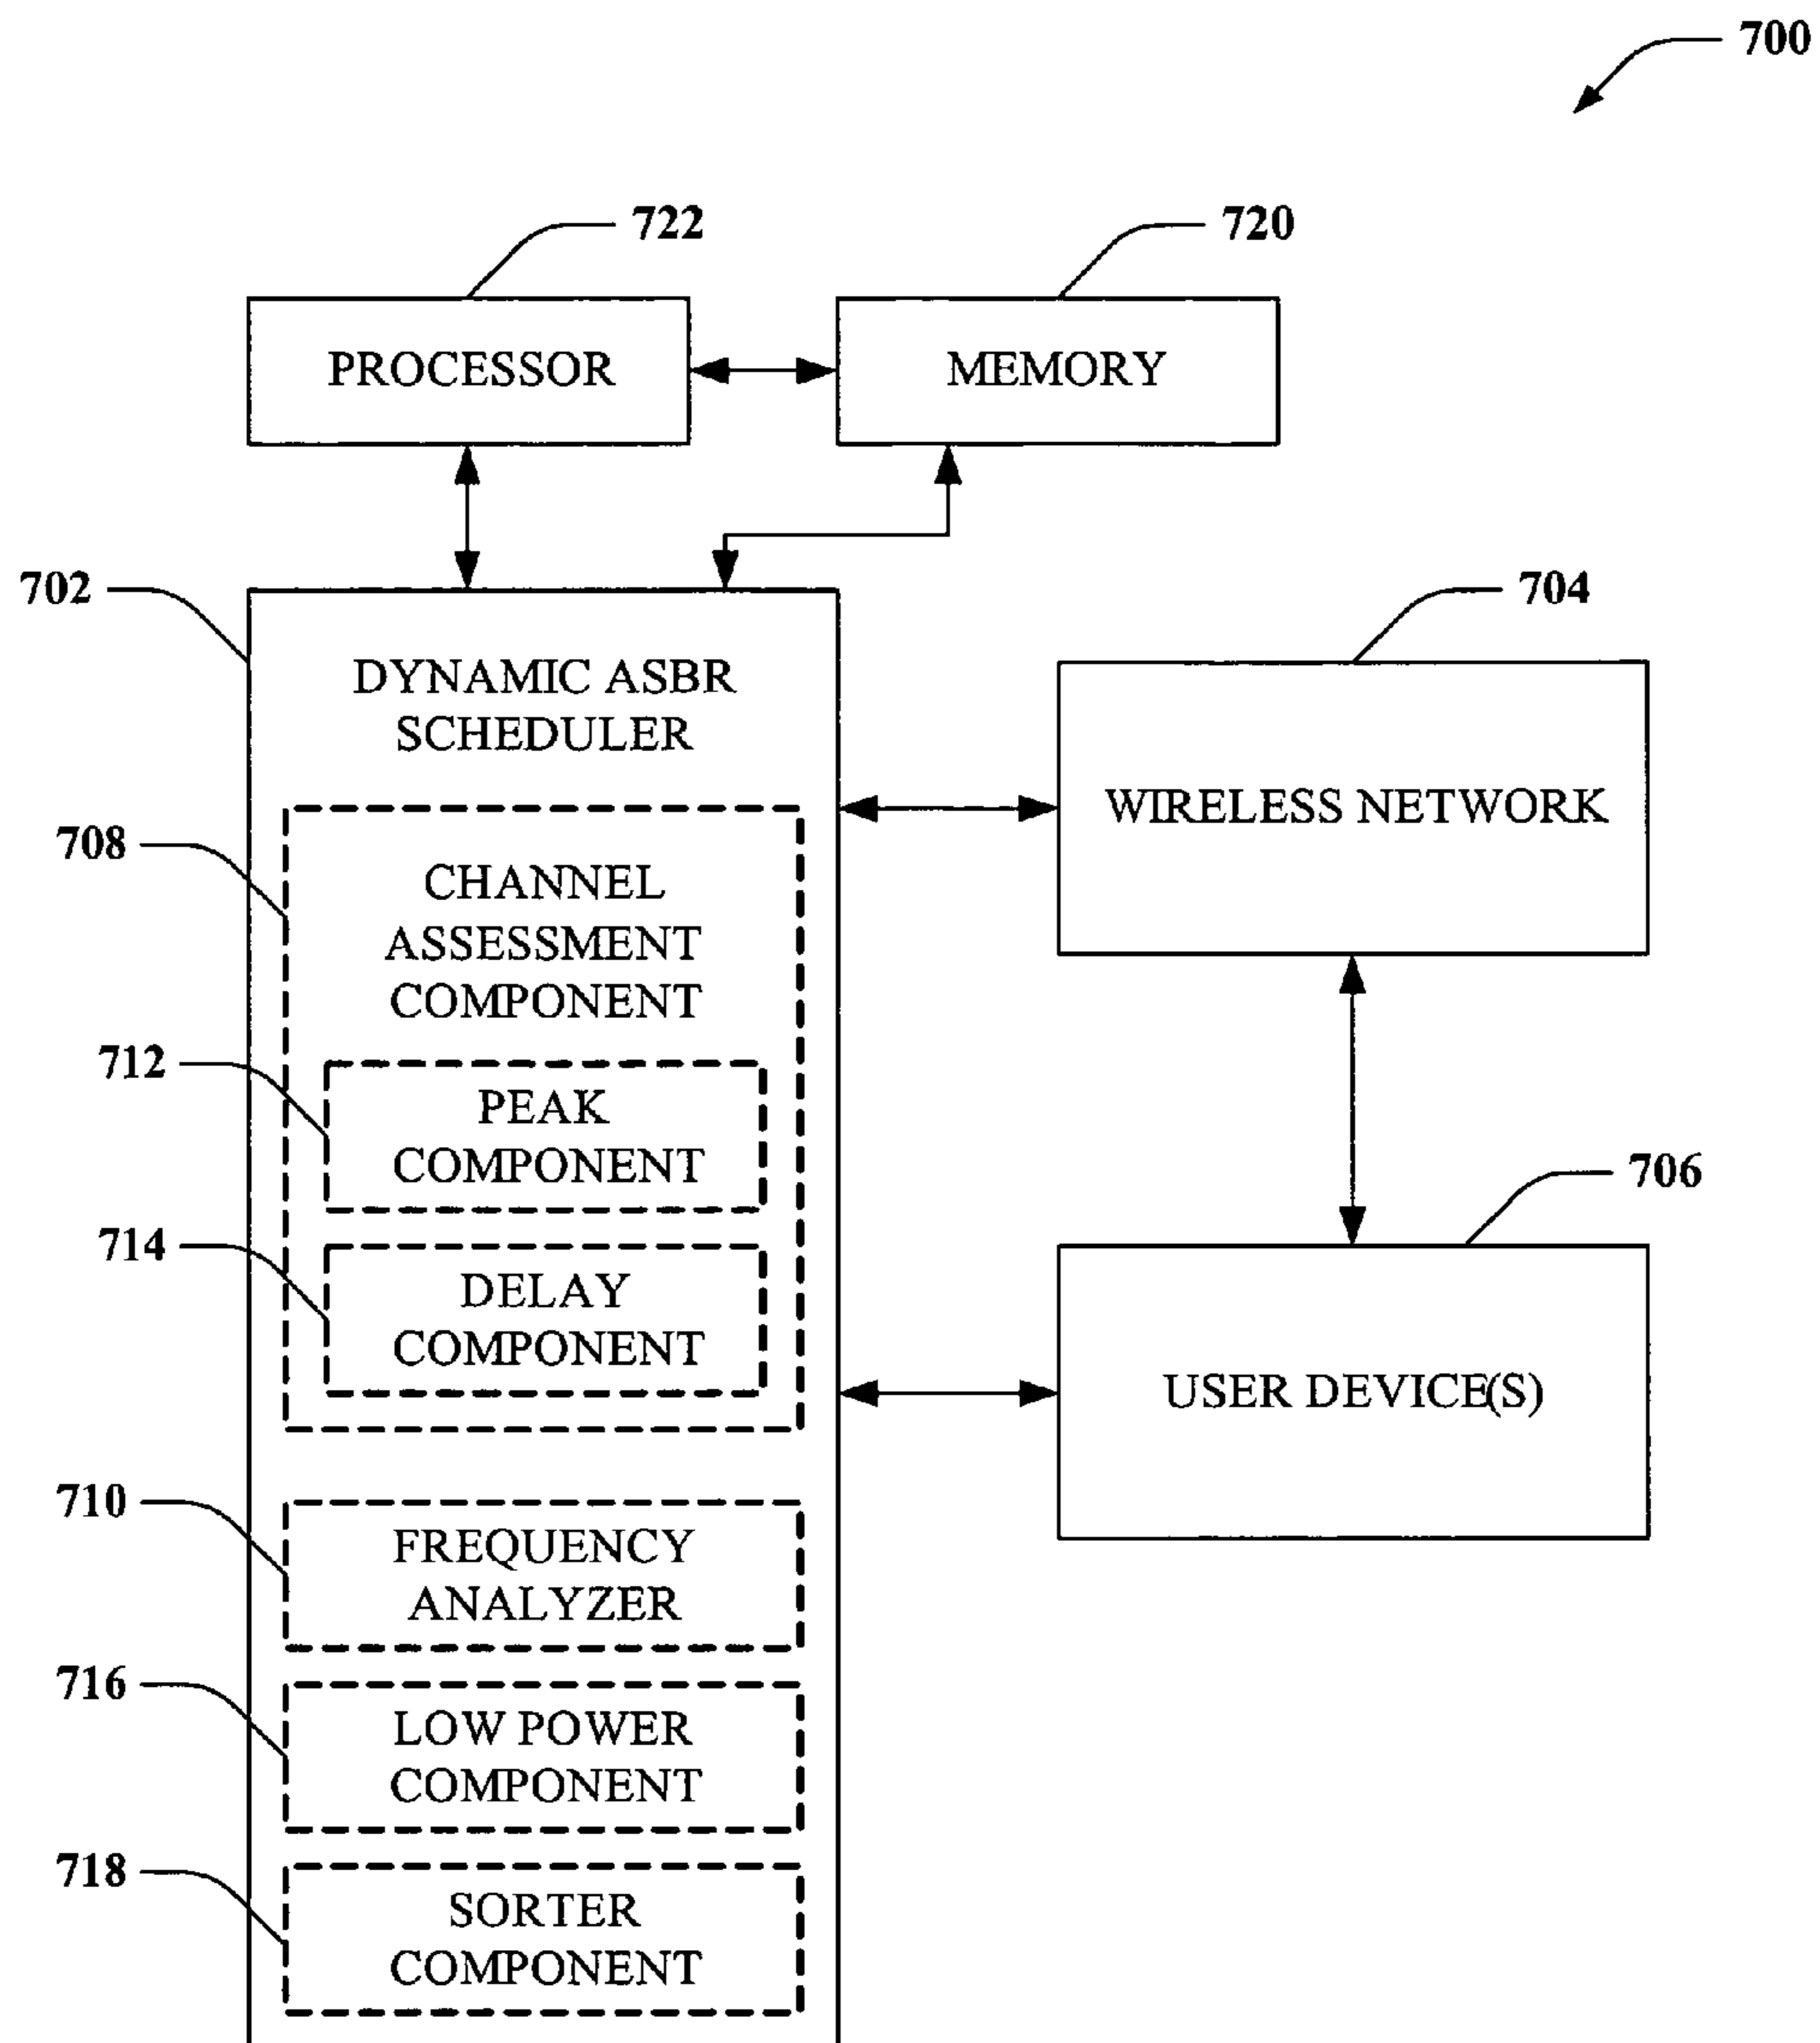 700
722
720
PROCESSOR
MEMORY
702
704
DYNAMIC ASBR
SCHEDULER
WIRELESS NETWORK
708
CHANNEL
ASSESSMENT
COMPONENT
712
PEAK
COMPONENT
706
714
DELAY
COMPONENT
USER DEVICE(S)
710
FREQUENCY
ANALYZER
716
LOW POWER
COMPONENT
718
SORTER
COMPONENT